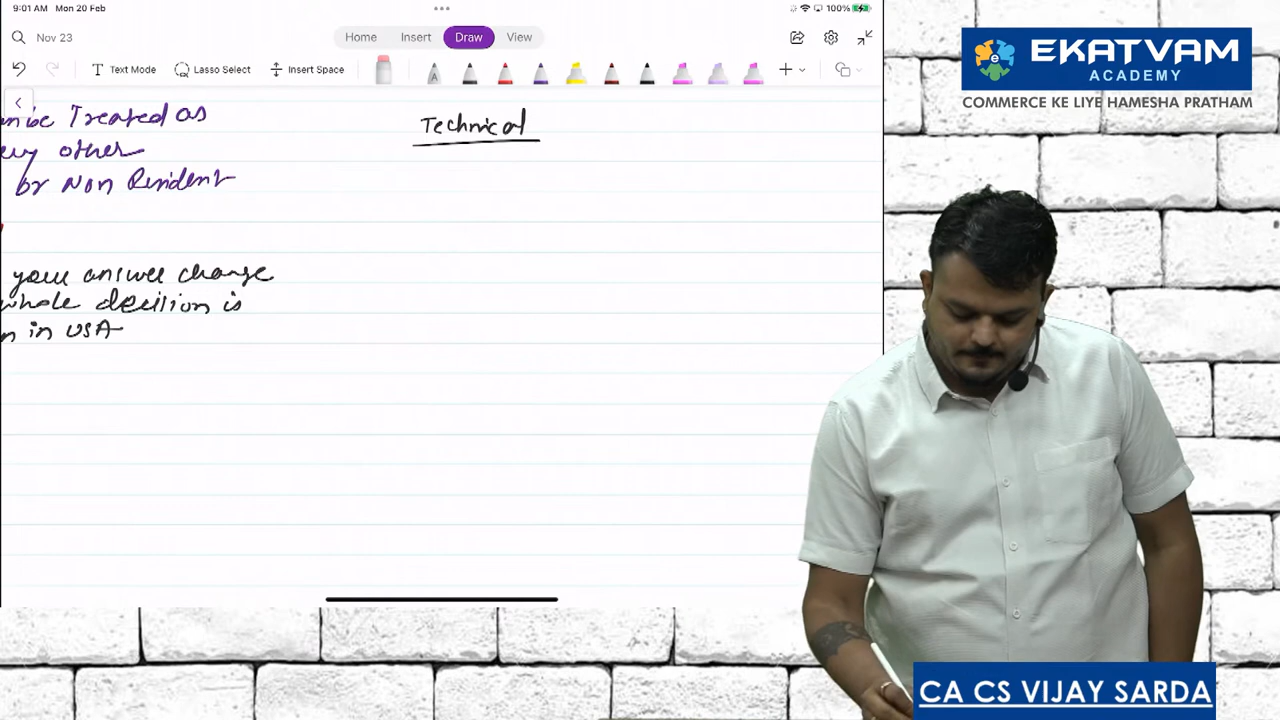 9:01 AM Mon 20 Feb
100%
Nov 23
Home Insert Draw View
Text Mode Lasso Select Insert Space
Treated as
other
or Non Resident
your answer change
whole decision is
in USA
Technical
EKATVAM
ACADEMY
COMMERCE KE LIYE HAMESHA PRATHAM
CA CS VIJAY SARDA